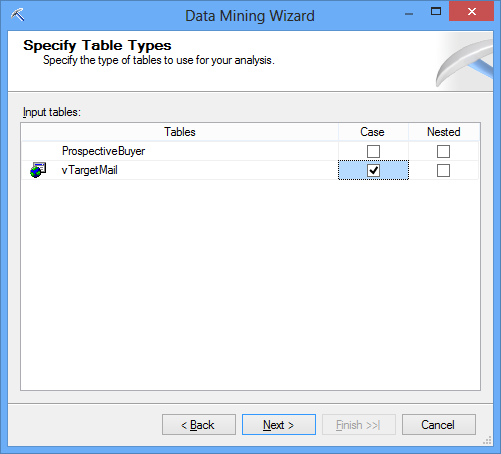 Data Mining Wizard
Specify Table Types
Specify the type of tables to use for your analysis.
Input tables:
Tables Case Nested
ProspectiveBuyer
vTargetMail
< Back Next > Finish >>| Cancel